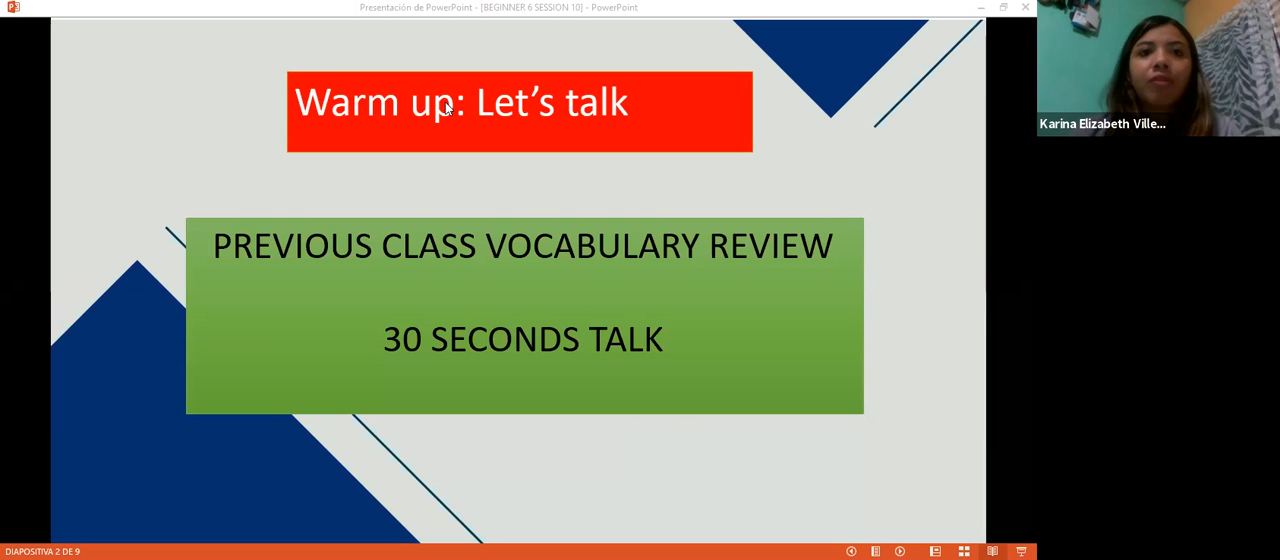 Presentación de PowerPoint - [BEGINNER 6 SESSION 10] - PowerPoint
Warm up: Let’s talk
Karina Elizabeth Ville...
PREVIOUS CLASS VOCABULARY REVIEW
30 SECONDS TALK
DIAPOSITIVA 2 DE 9